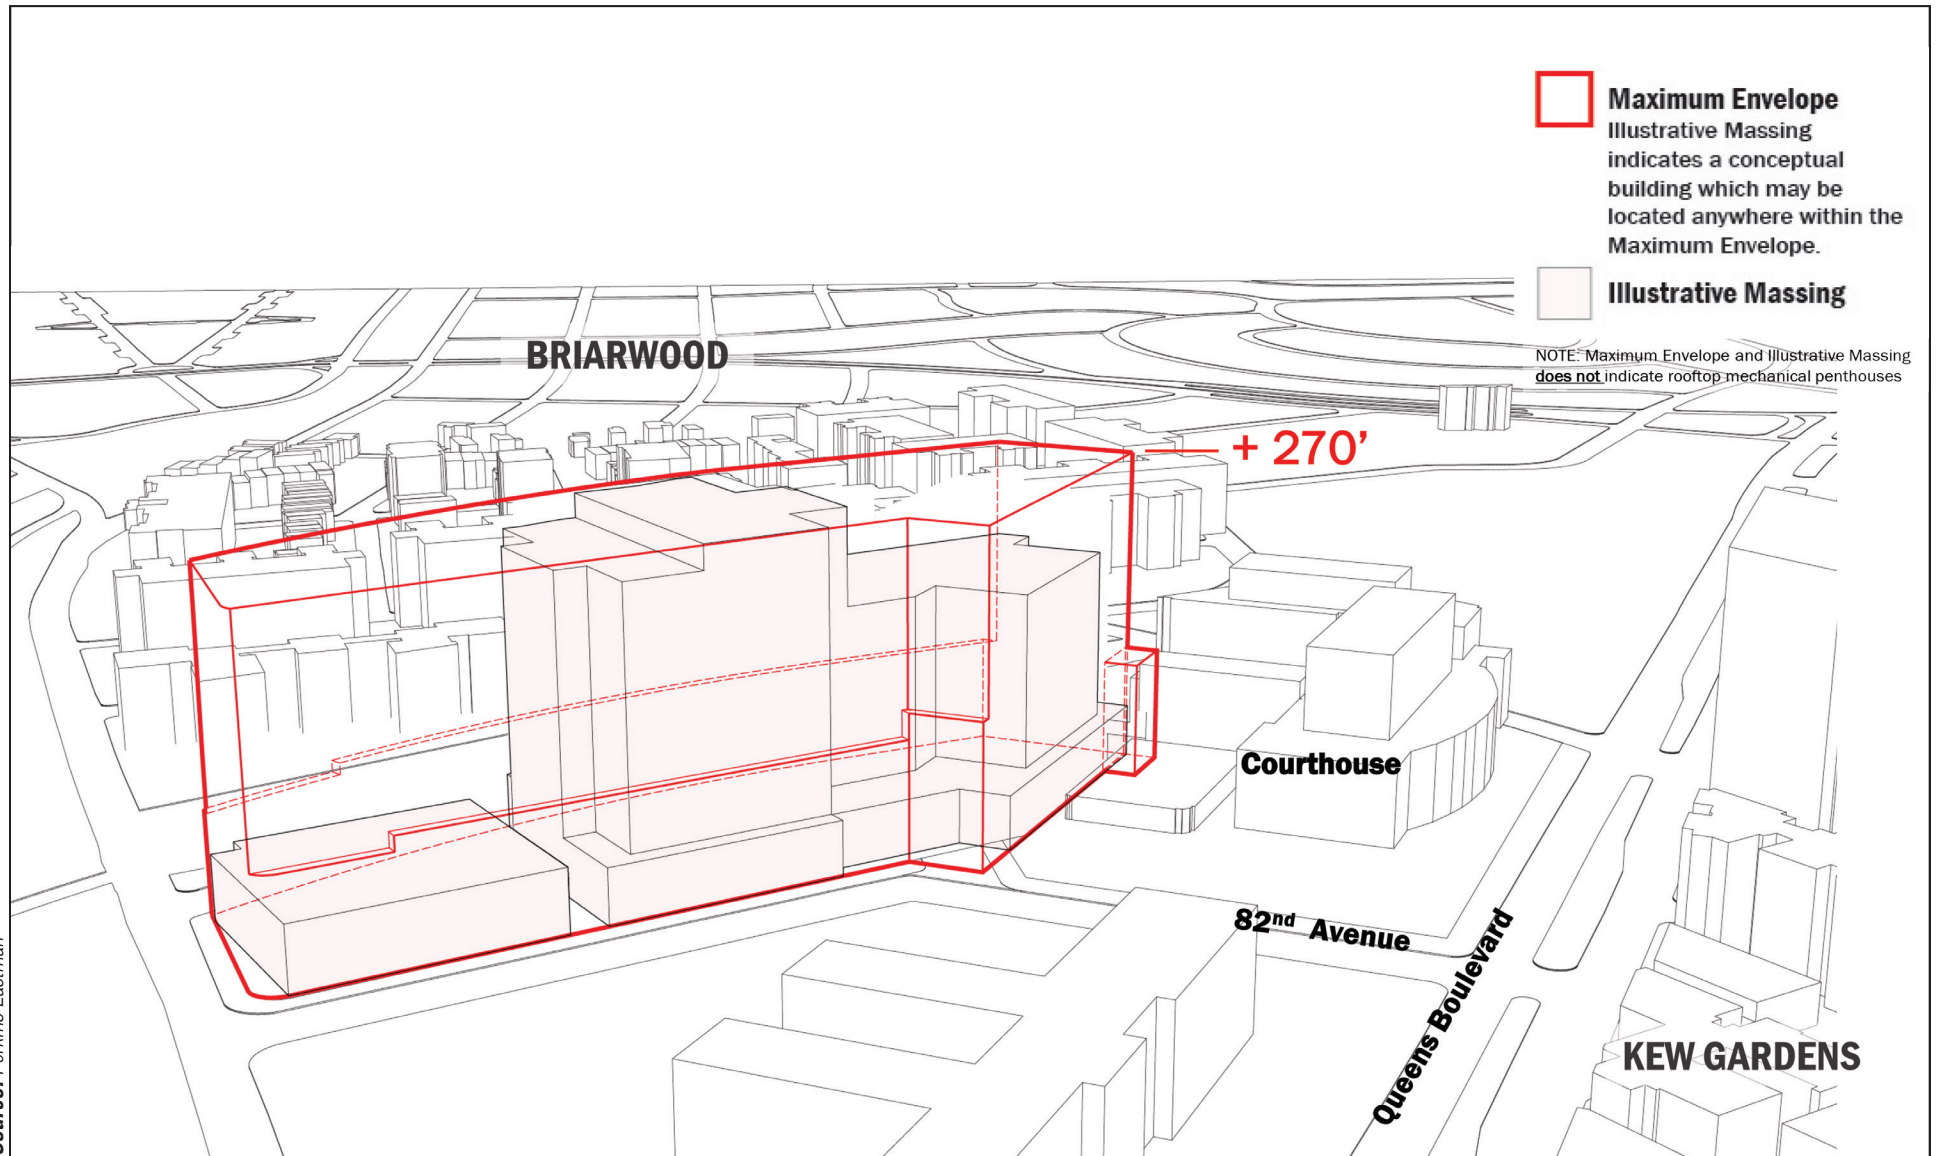 Maximum Envelope
Illustrative Massing
indicates a conceptual
building which may be
located anywhere within the
Maximum Envelope.
Illustrative Massing
NOTE: Maximum Envelope and Illustrative Massing
does not indicate rooftop mechanical penthouses
BRIARWOOD
+ 270’
Courthouse
82nd Avenue
Queens Boulevard
KEW GARDENS